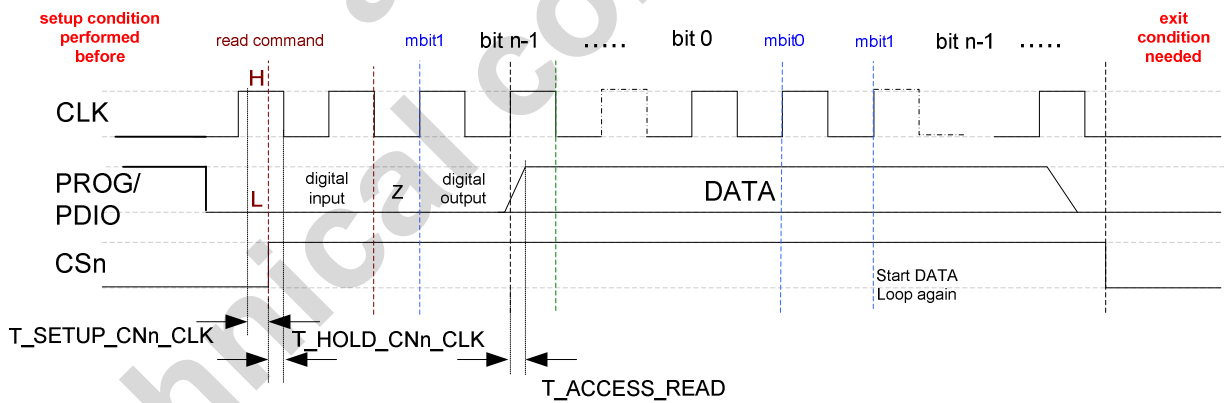 setup condition
performed
before
read command
mbit1
bit n-1
.....
bit 0
mbit0
mbit1
bit n-1
.....
exit
condition
needed
H
CLK
PROG/
PDIO
L
digital
input
Z
digital
output
DATA
CSn
Start DATA
Loop again
T_SETUP_CNn_CLK
T_HOLD_CNn_CLK
T_ACCESS_READ